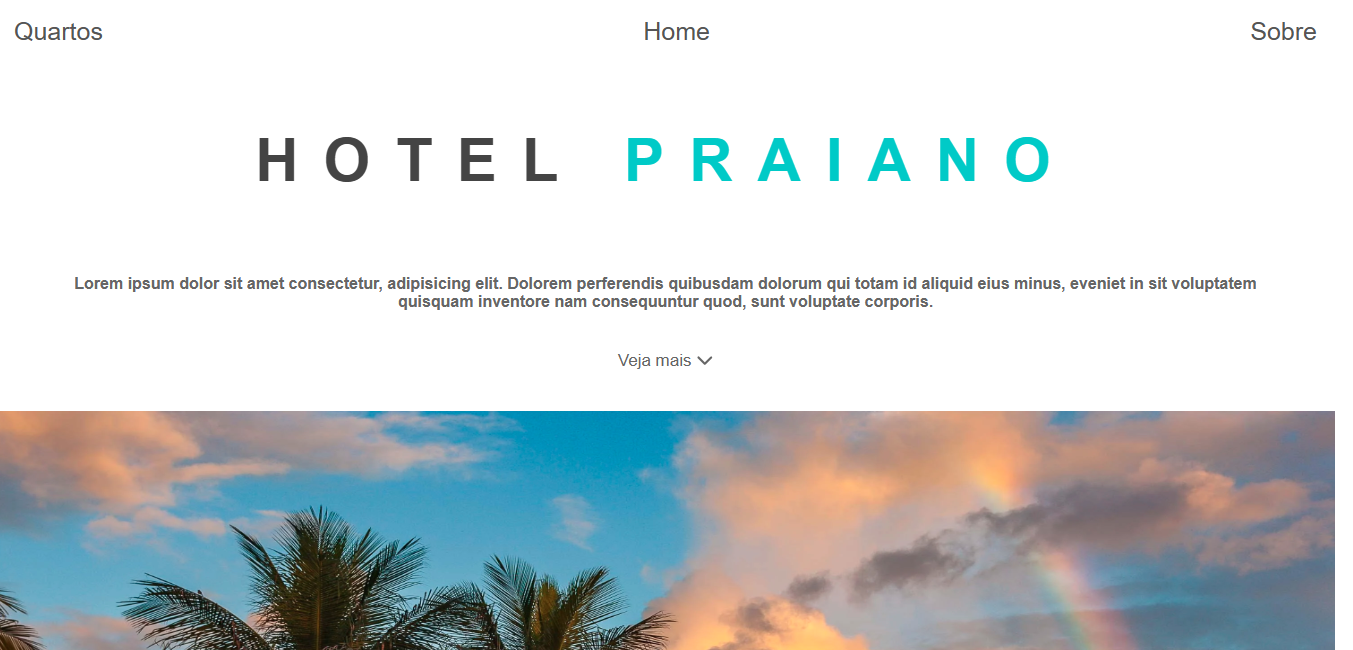 Quartos Home Sobre
HOTEL PRAIANO
Lorem ipsum dolor sit amet consectetur, adipisicing elit. Dolorem perferendis quibusdam dolorum qui totam id aliquid eius minus, eveniet in sit voluptatem
quisquam inventore nam consequuntur quod, sunt voluptate corporis.
Veja mais